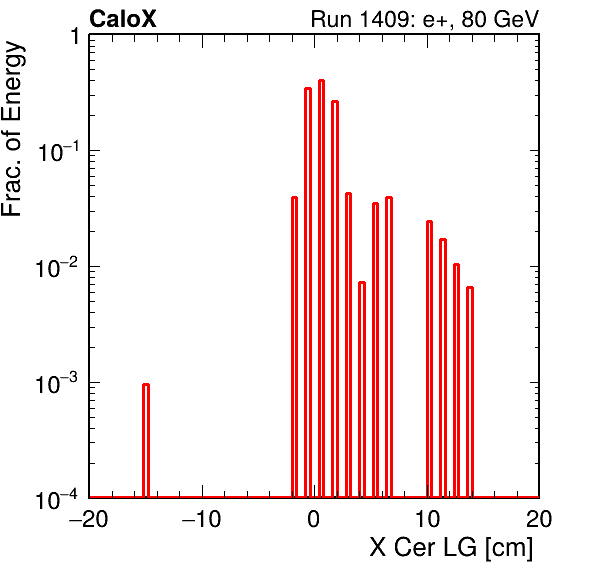 CaloX Run 1409: e+, 80 GeV
Frac. of Energy
1
10⁻¹
10⁻²
10⁻³
10⁻⁴
−20 −10 0 10 20
X Cer LG [cm]